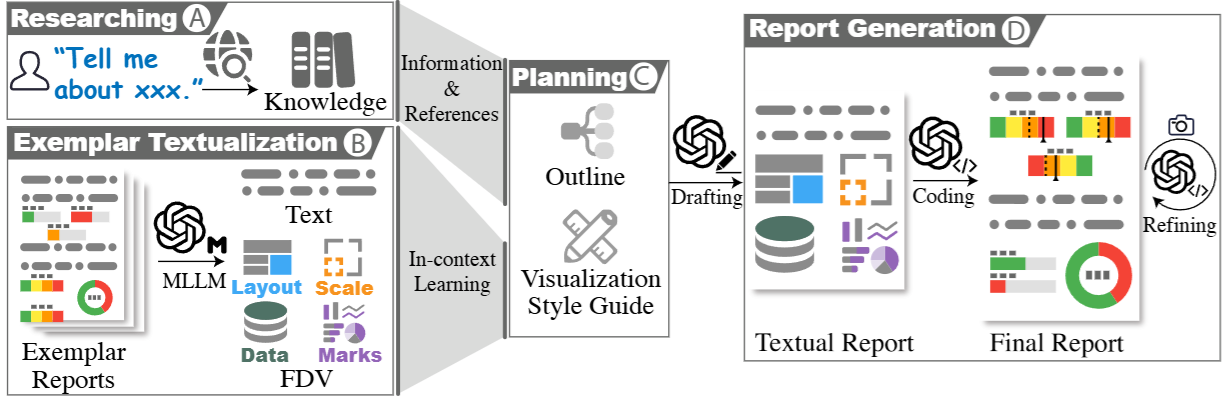 Researching A
"Tell me
about xxx."
Knowledge
Exemplar Textualization B
MLLM
M
Exemplar
Reports
Text
Layout
Scale
Data
Marks
FDV
Information
&
References
In-context
Learning
Planning C
Outline
Visualization
Style Guide
Drafting
Report Generation D
Textual Report
</>
Coding
Final Report
</>
Refining